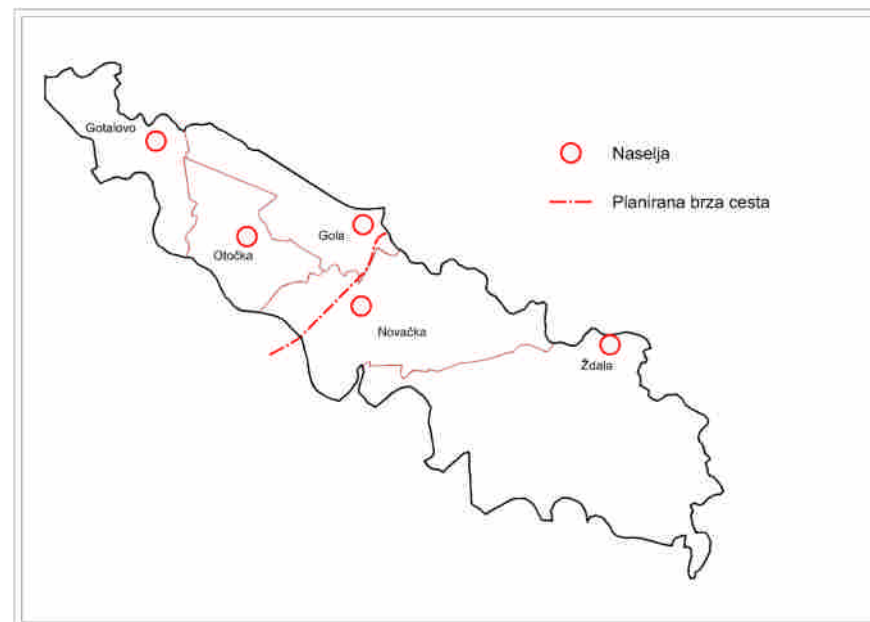 Gotalovo
Naselja
Planirana brza cesta
Gola
Otočka
Novačka
Ždala